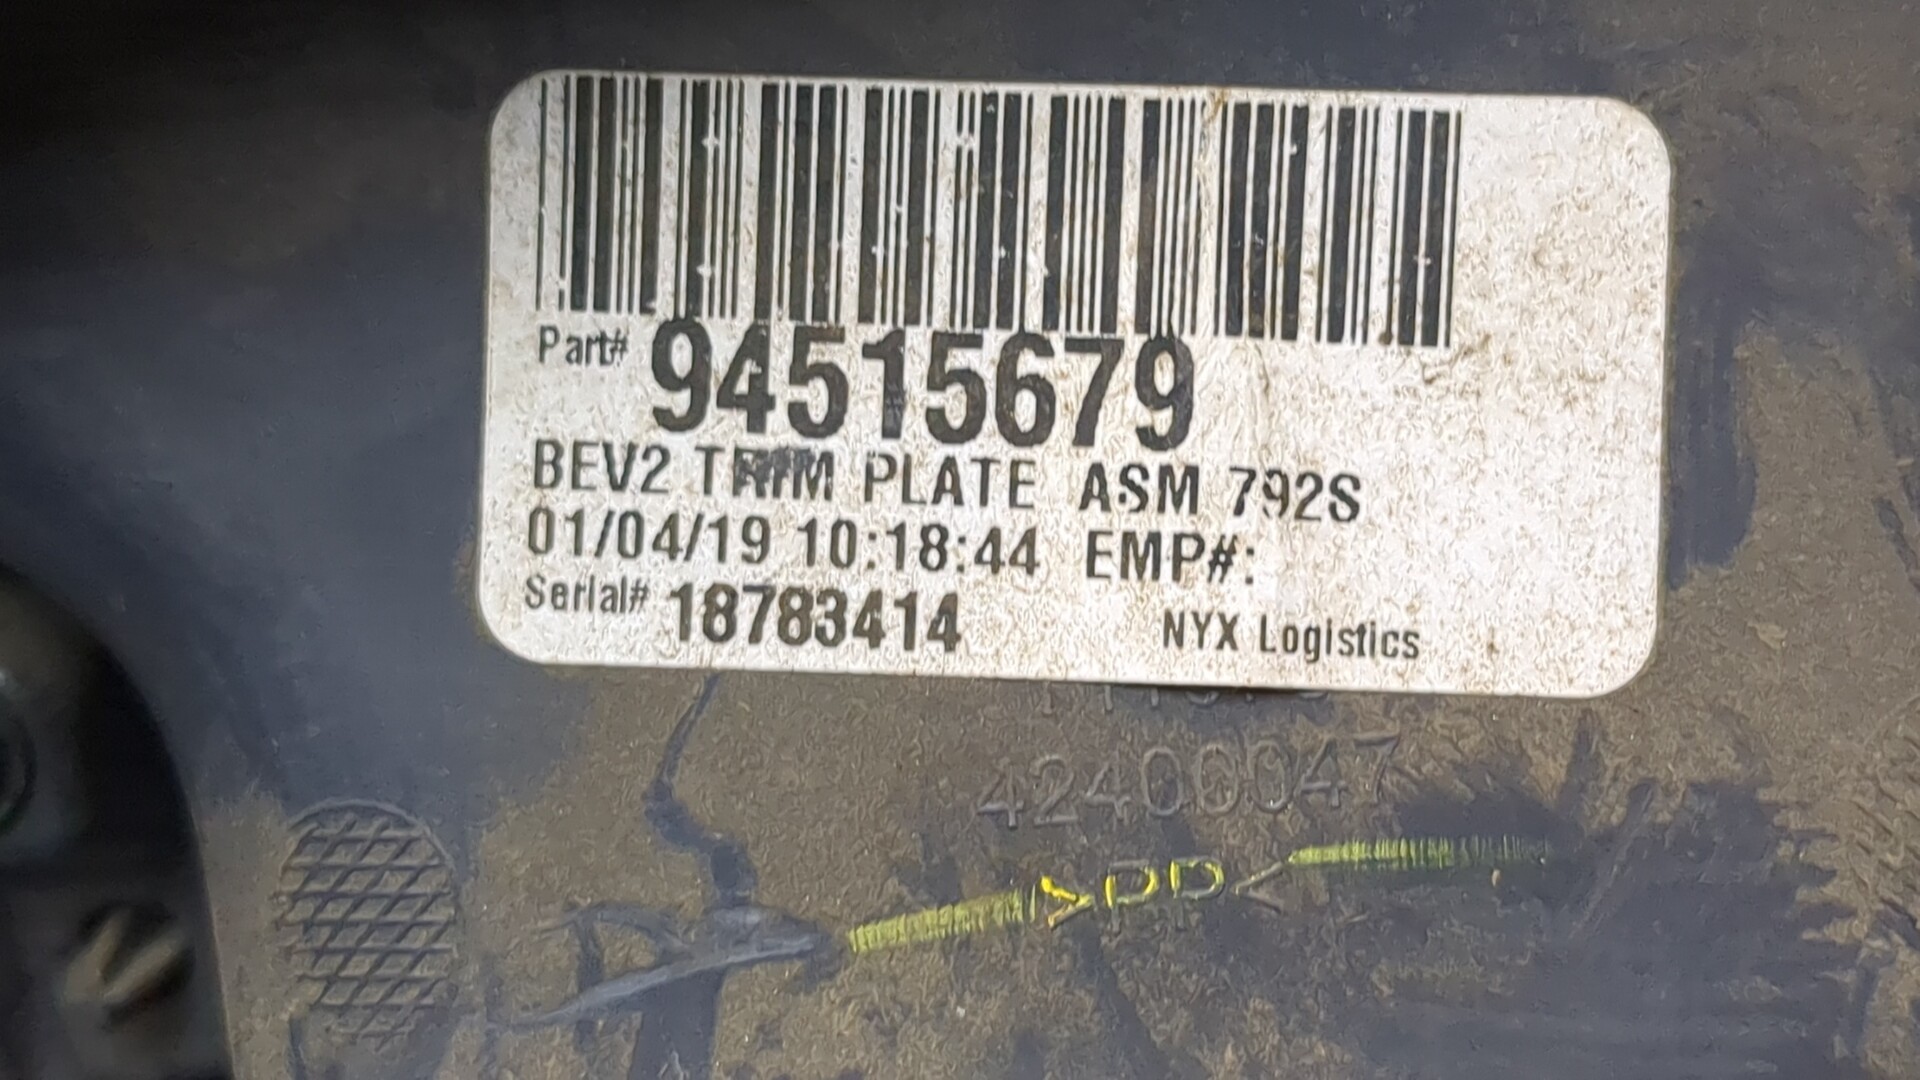 Part# 94515679
BEV2 TRIM PLATE ASM 792S
01/04/19 10:18:44 EMP#:
Serial# 18783414 NYX Logistics
42400047
>PP<